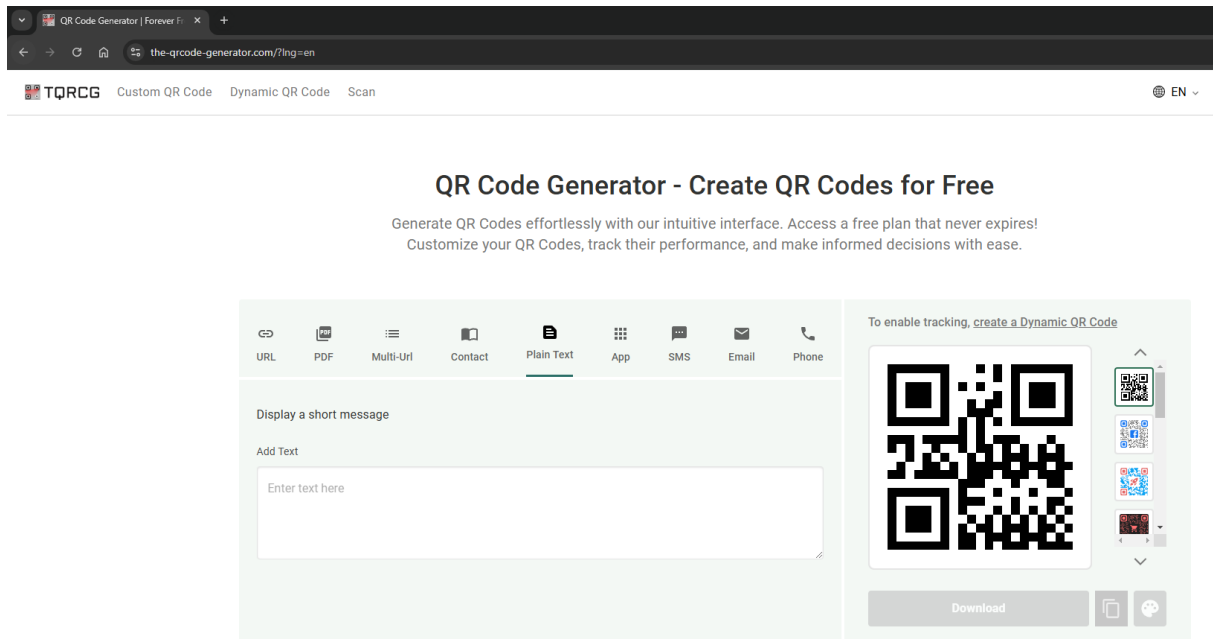 QR Code Generator | Forever Fr
the-qrcode-generator.com/?lng=en
TQRCG Custom QR Code Dynamic QR Code Scan EN
QR Code Generator - Create QR Codes for Free
Generate QR Codes effortlessly with our intuitive interface. Access a free plan that never expires!
Customize your QR Codes, track their performance, and make informed decisions with ease.
URL PDF Multi-Url Contact Plain Text App SMS Email Phone
Display a short message
Add Text
Enter text here
To enable tracking, create a Dynamic QR Code
Download